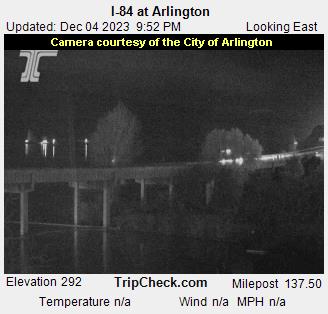 I-84 at Arlington
Updated: Dec 04 2023 9:52 PM Looking East
Camera courtesy of the City of Arlington
Elevation 292 TripCheck.com Milepost 137.50
Temperature n/a Wind n/a MPH n/a